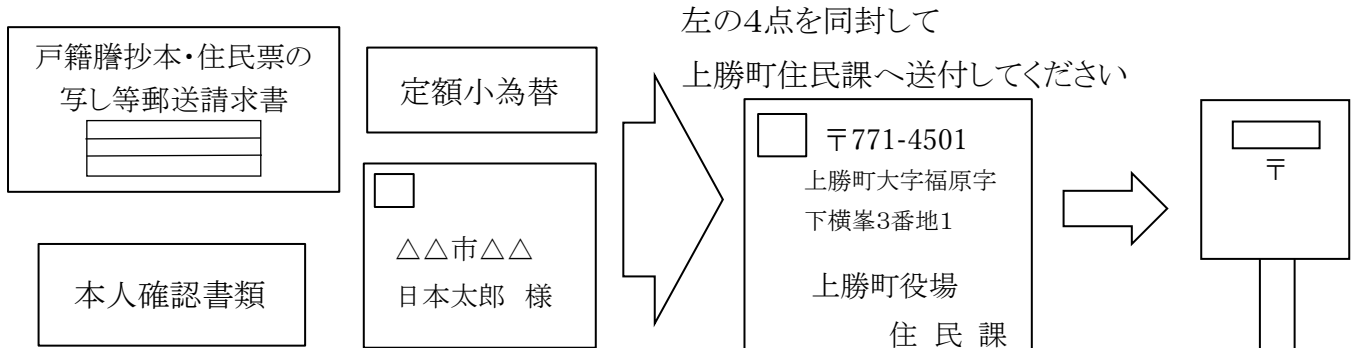 左の4点を同封して
上勝町住民課へ送付してください
戸籍謄抄本・住民票の
写し等郵送請求書
定額小為替
本人確認書類
△△市△△
日本太郎 様
〒771-4501
上勝町大字福原字
下横峯3番地1
上勝町役場
住 民 課
〒